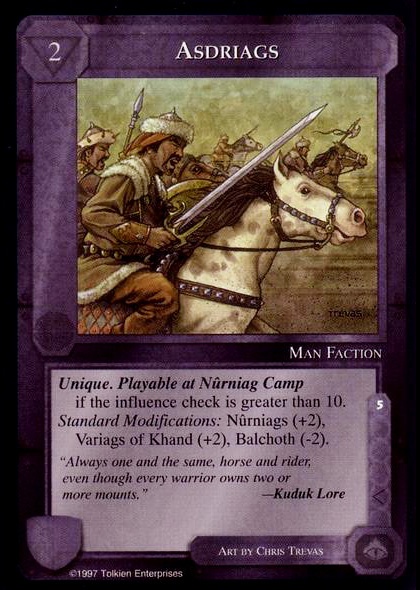 2
ASDRIAGS
TREVAS
MAN FACTION
Unique. Playable at Nûrniag Camp
if the influence check is greater than 10.
Standard Modifications: Nûrniags (+2),
Variags of Khand (+2), Balchoth (-2).
5
"Always one and the same, horse and rider,
even though every warrior owns two or
more mounts."
—Kuduk Lore
ART BY CHRIS TREVAS
©1997 Tolkien Enterprises